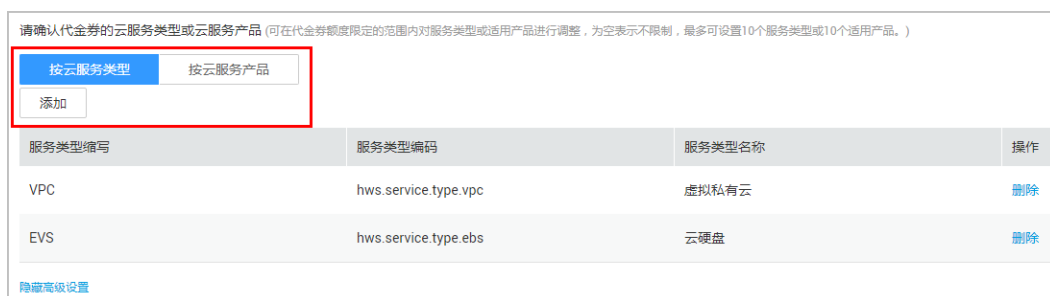 请确认代金券的云服务类型或云服务产品 (可在代金券额度限定的范围内对服务类型或适用产品进行调整，为空表示不限制，最多可设置10个服务类型或10个适用产品。)
按云服务类型 按云服务产品
添加
服务类型缩写 服务类型编码 服务类型名称 操作
VPC hws.service.type.vpc 虚拟私有云 删除
EVS hws.service.type.ebs 云硬盘 删除
隐藏高级设置